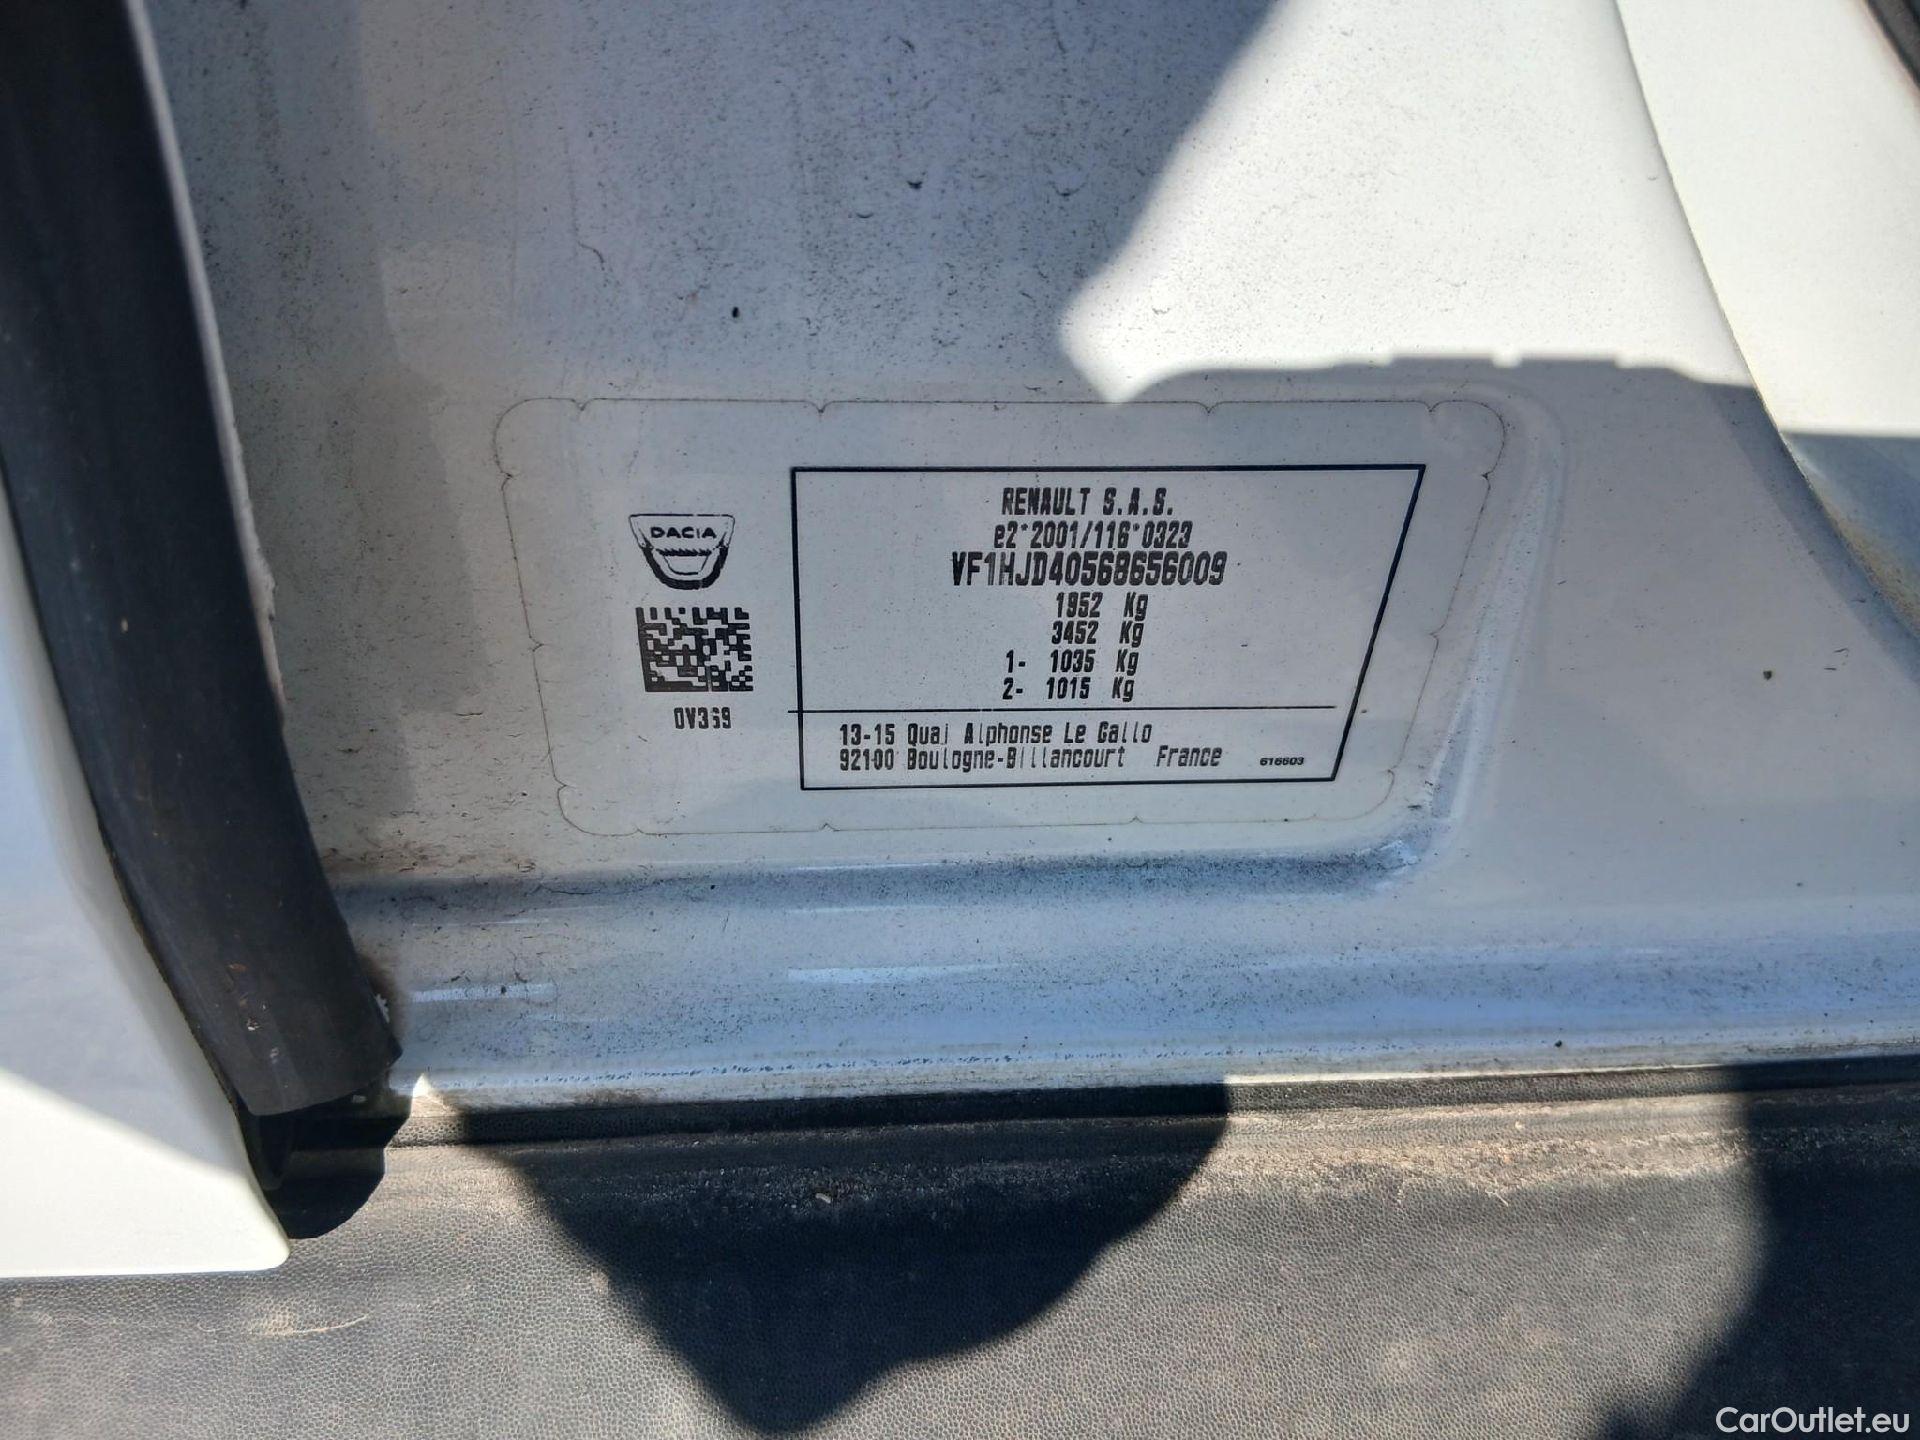 DACIA
RENAULT S.A.S.
e2*2001/116*0323
VF1HJD40568656009
1952 Kg
3452 Kg
1- 1035 Kg
2- 1015 Kg
0V369
13-15 Quai Alphonse Le Gallo
92100 Boulogne-Billancourt France
616603
CarOutlet.eu